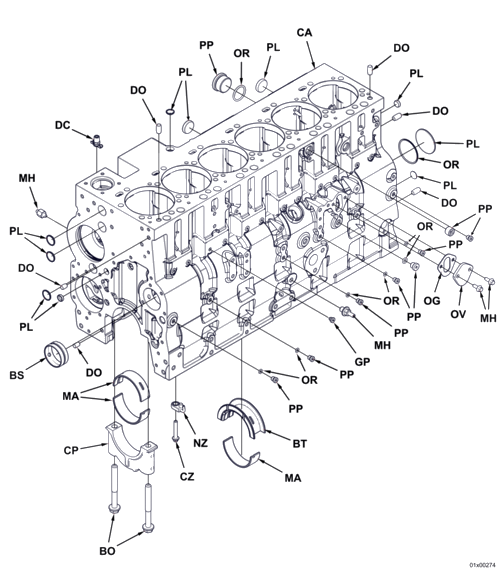 CA
PP
OR
PL
DO
PL
PL
DO
DO
DC
PL
MH
OR
PL
PL
DO
PP
OR
PP
DO
OG
PP
OV
MH
PL
OR
PP
MH
BS
DO
GP
OR
PP
PP
MA
NZ
BT
CP
CZ
MA
BO
01x00274